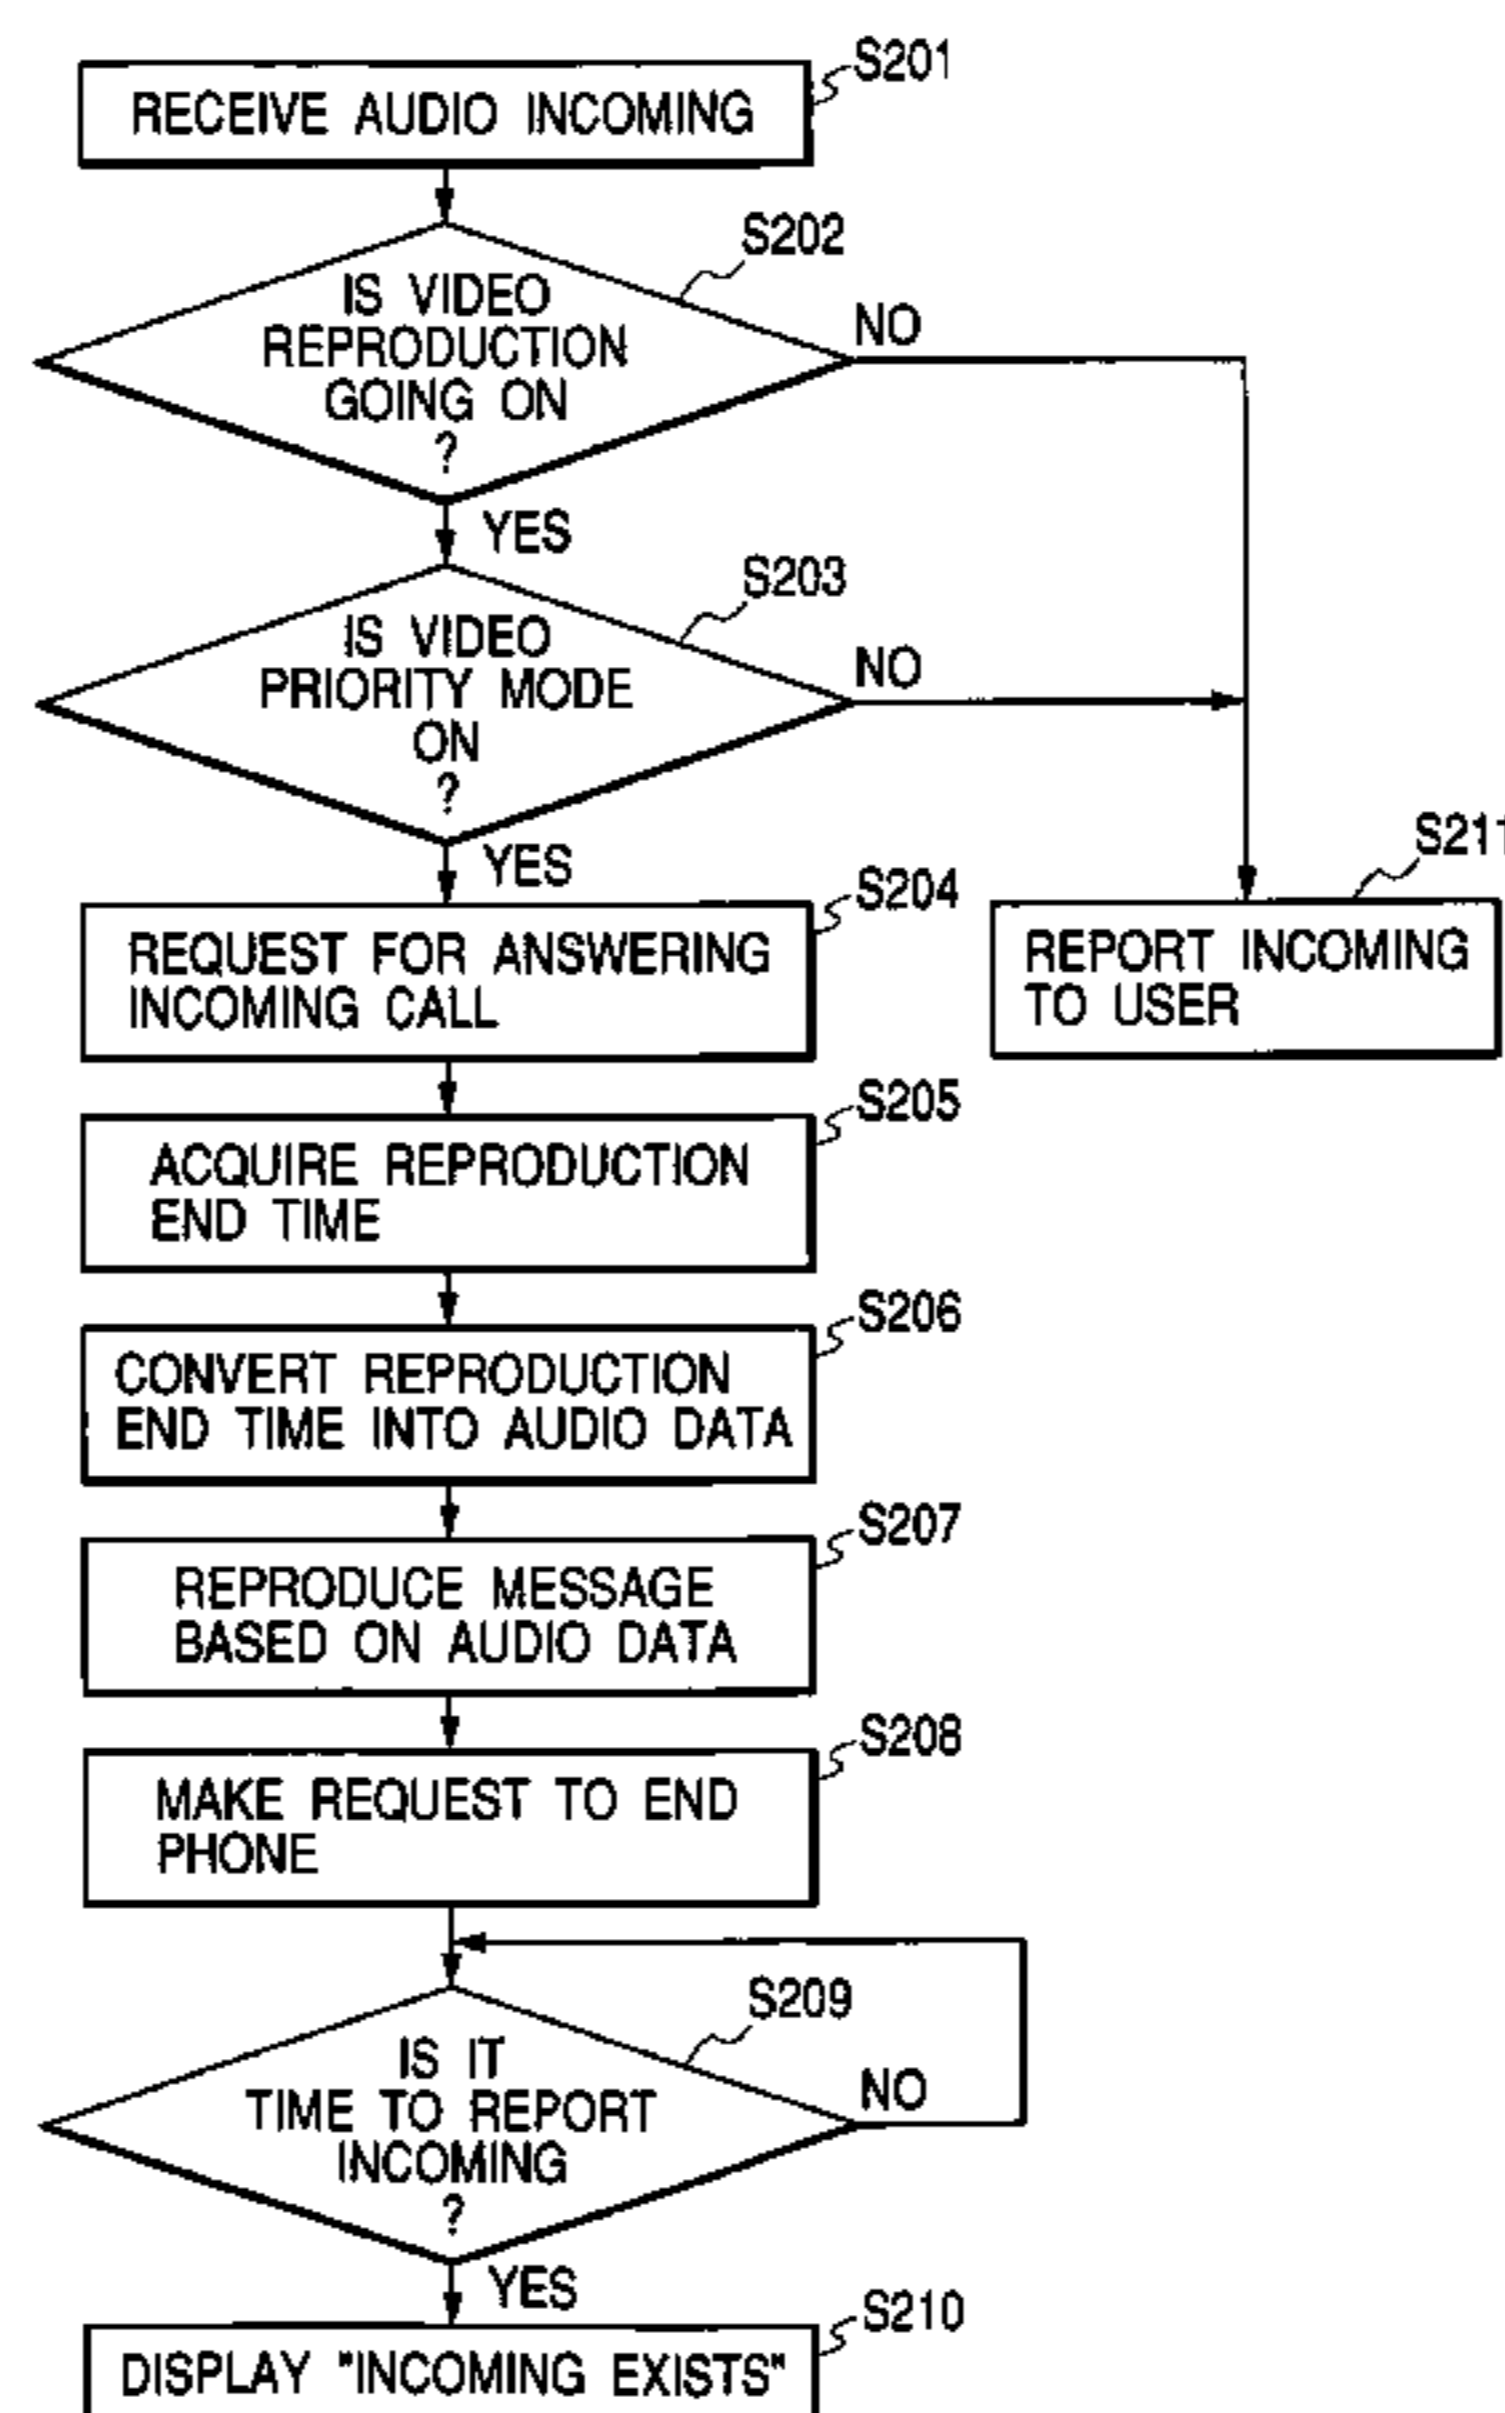 S201
RECEIVE AUDIO INCOMING
S202
IS VIDEO
REPRODUCTION
GOING ON
?
NO
YES
S203
IS VIDEO
PRIORITY MODE
ON
?
NO
YES
S204
REQUEST FOR ANSWERING
INCOMING CALL
S211
REPORT INCOMING
TO USER
S205
ACQUIRE REPRODUCTION
END TIME
S206
CONVERT REPRODUCTION
END TIME INTO AUDIO DATA
S207
REPRODUCE MESSAGE
BASED ON AUDIO DATA
S208
MAKE REQUEST TO END
PHONE
S209
IS IT
TIME TO REPORT
INCOMING
?
NO
YES
S210
DISPLAY "INCOMING EXISTS"